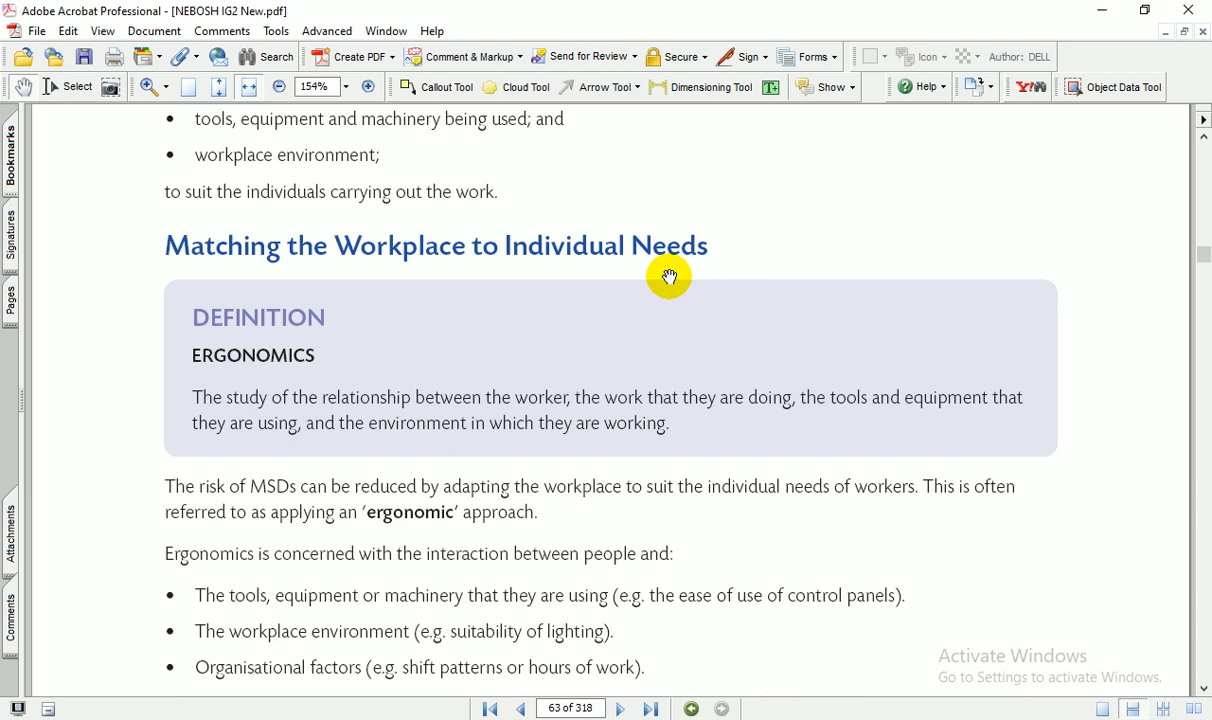 Adobe Acrobat Professional - [NEBOSH IG2 New.pdf]
File Edit View Document Comments Tools Advanced Window Help
Search Create PDF Comment & Markup Send for Review Secure Sign Forms Icon Author: DELL
Select 154% Callout Tool Cloud Tool Arrow Tool Dimensioning Tool Show Help Y! Object Data Tool
Bookmarks
Signatures
Pages
Attachments
Comments
• tools, equipment and machinery being used; and
• workplace environment;
to suit the individuals carrying out the work.
Matching the Workplace to Individual Needs
DEFINITION
ERGONOMICS
The study of the relationship between the worker, the work that they are doing, the tools and equipment that
they are using, and the environment in which they are working.
The risk of MSDs can be reduced by adapting the workplace to suit the individual needs of workers. This is often
referred to as applying an ‘ergonomic’ approach.
Ergonomics is concerned with the interaction between people and:
• The tools, equipment or machinery that they are using (e.g. the ease of use of control panels).
• The workplace environment (e.g. suitability of lighting).
• Organisational factors (e.g. shift patterns or hours of work).
Activate Windows
Go to Settings to activate Windows.
63 of 318